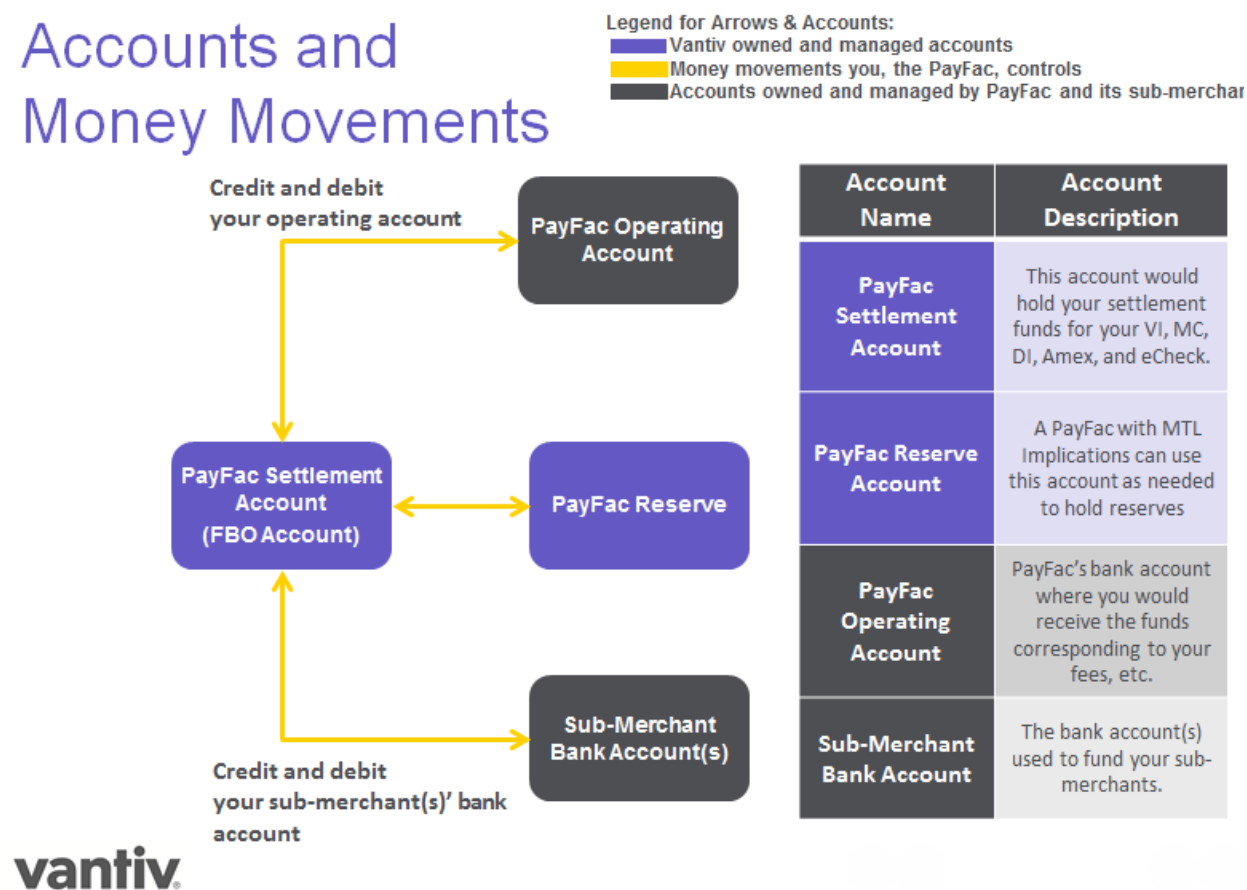 Accounts and
Money Movements
Legend for Arrows & Accounts:
Vantiv owned and managed accounts
Money movements you, the PayFac, controls
Accounts owned and managed by PayFac and its sub-merchar
Credit and debit
your operating account
PayFac Operating
Account
PayFac Settlement
Account
(FBO Account)
PayFac Reserve
Sub-Merchant
Bank Account(s)
Credit and debit
your sub-merchant(s)’ bank
account
Account
Name
Account
Description
PayFac
Settlement
Account
This account would
hold your settlement
funds for your VI, MC,
DI, Amex, and eCheck.
PayFac Reserve
Account
A PayFac with MTL
Implications can use
this account as needed
to hold reserves
PayFac
Operating
Account
PayFac’s bank account
where you would
receive the funds
corresponding to your
fees, etc.
Sub-Merchant
Bank Account
The bank account(s)
used to fund your sub-
merchants.
vantiv®